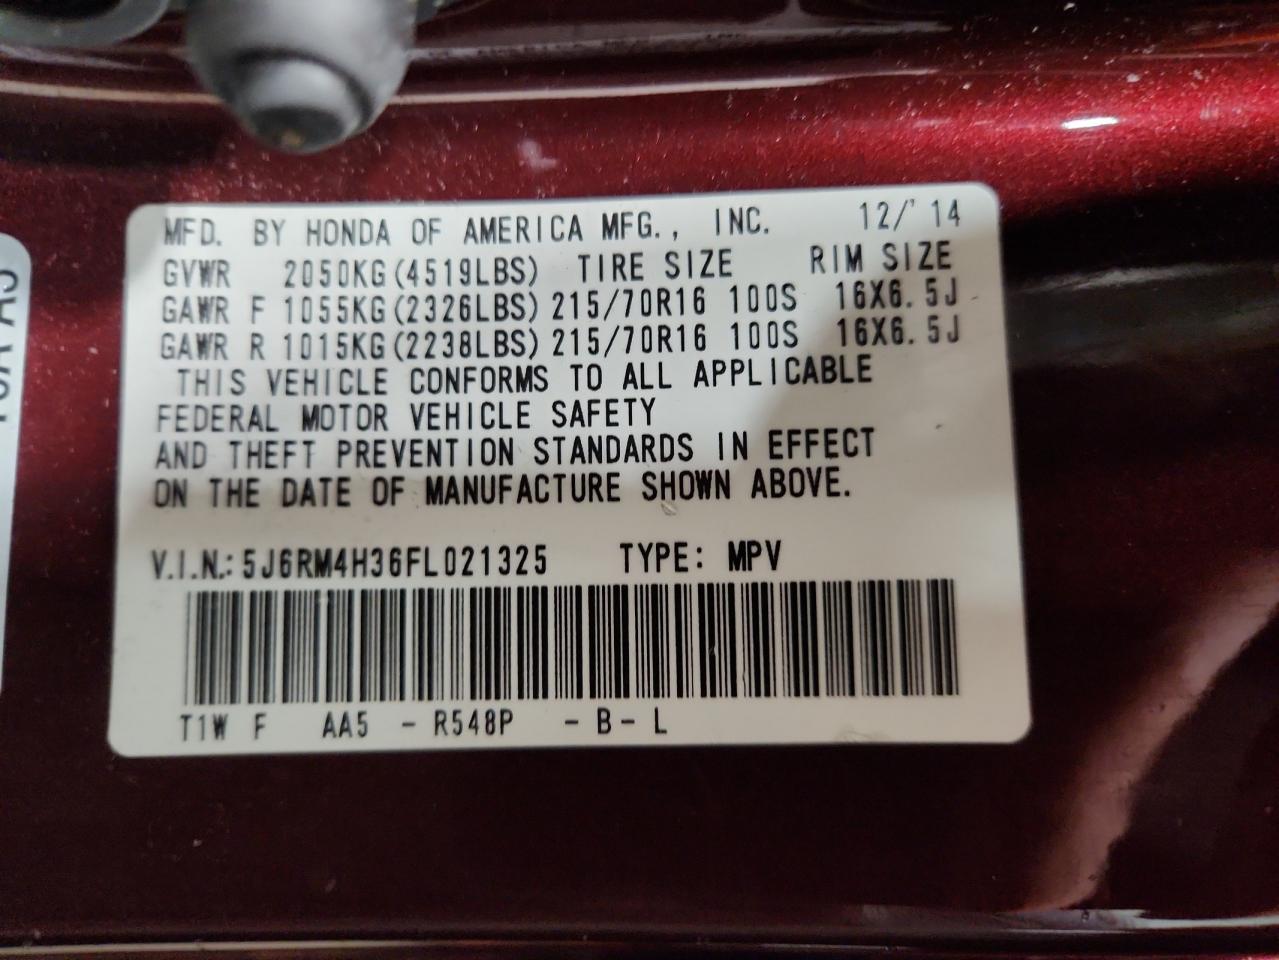 MFD. BY HONDA OF AMERICA MFG., INC. 12/'14
GVWR 2050KG(4519LBS) TIRE SIZE RIM SIZE
GAWR F 1055KG(2326LBS) 215/70R16 100S 16X6.5J
GAWR R 1015KG(2238LBS) 215/70R16 100S 16X6.5J
THIS VEHICLE CONFORMS TO ALL APPLICABLE
FEDERAL MOTOR VEHICLE SAFETY
AND THEFT PREVENTION STANDARDS IN EFFECT
ON THE DATE OF MANUFACTURE SHOWN ABOVE.
V.I.N.: 5J6RM4H36FL021325 TYPE: MPV
T1W F AA5 - R548P - B - L